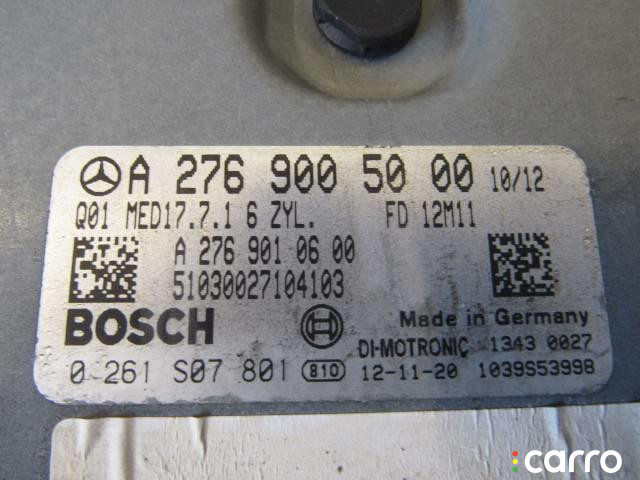 A 276 900 50 00 10/12
Q01 MED17.7.1 6 ZYL. FD 12M11
A 276 901 06 00
51030027104103
BOSCH
Made in Germany
DI-MOTRONIC 1343 0027
0 261 S07 801 810 12-11-20 1039S53998
carro